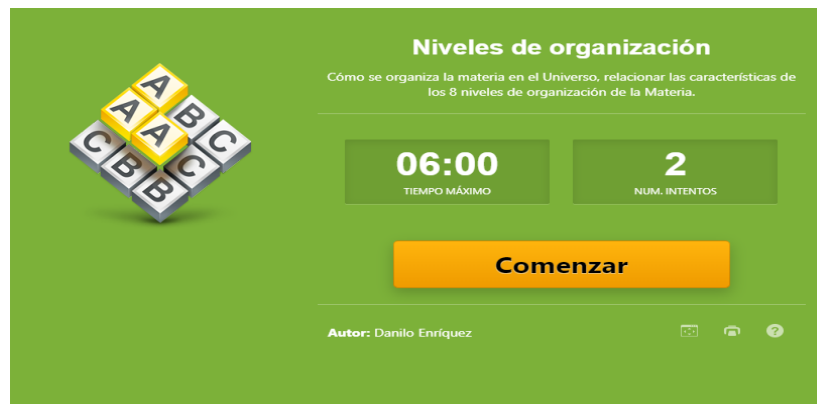 Niveles de organización
Cómo se organiza la materia en el Universo, relacionar las características de
los 8 niveles de organización de la Materia.
06:00
TIEMPO MÁXIMO
2
NUM. INTENTOS
Comenzar
Autor: Danilo Enríquez
A
A B
A A C
C B C
B B